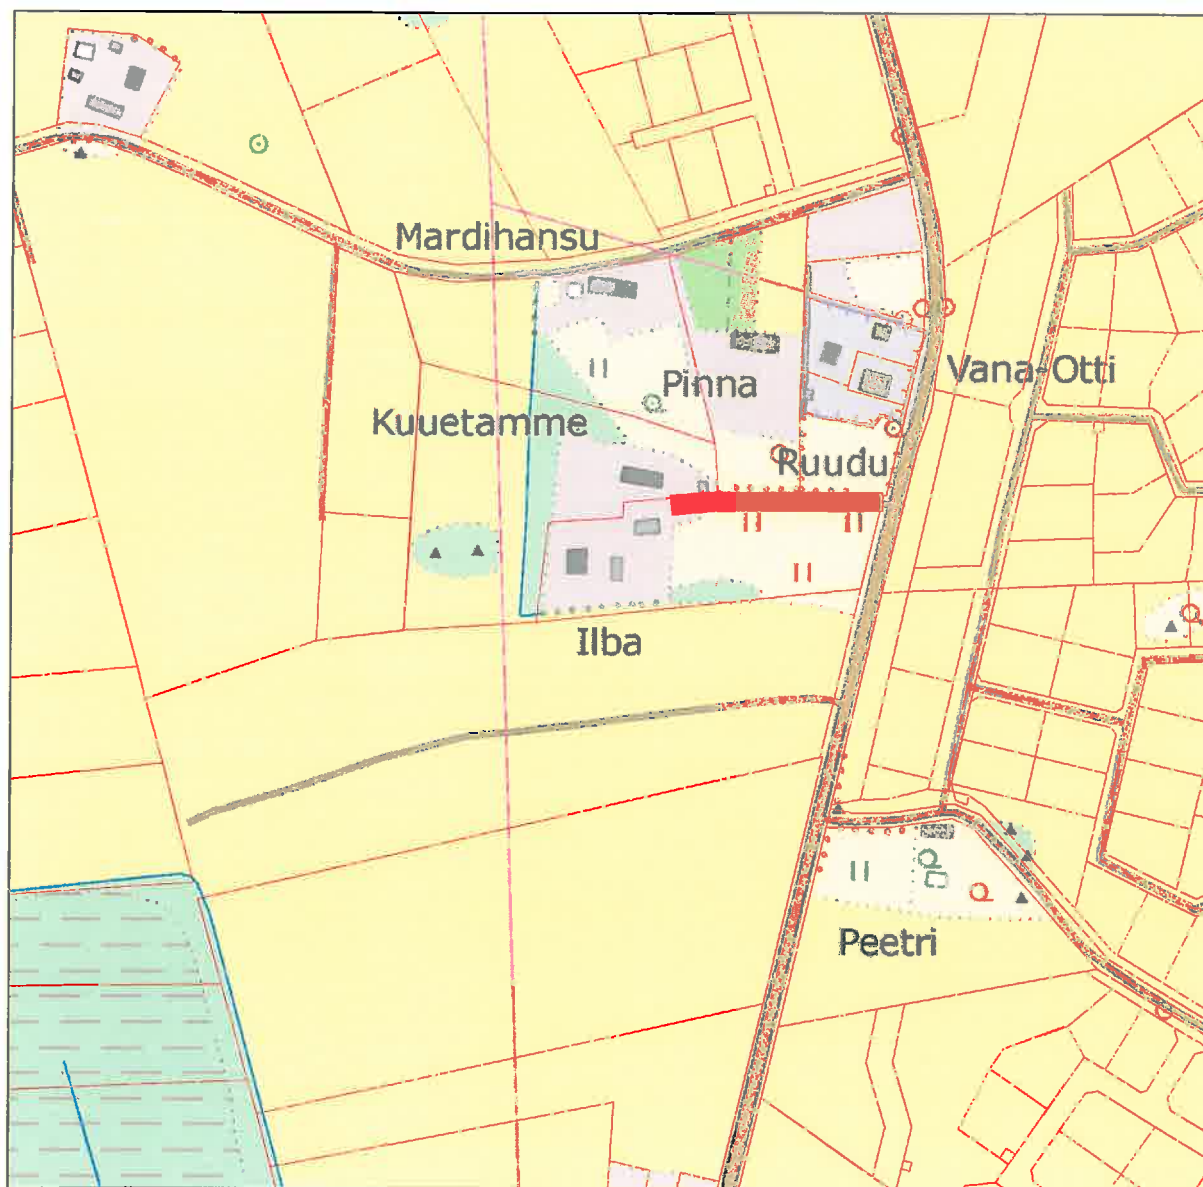 Mardihansu
Vana-Otti
Pinna
Kuuetamme
Ruudu
Ilba
Peetri